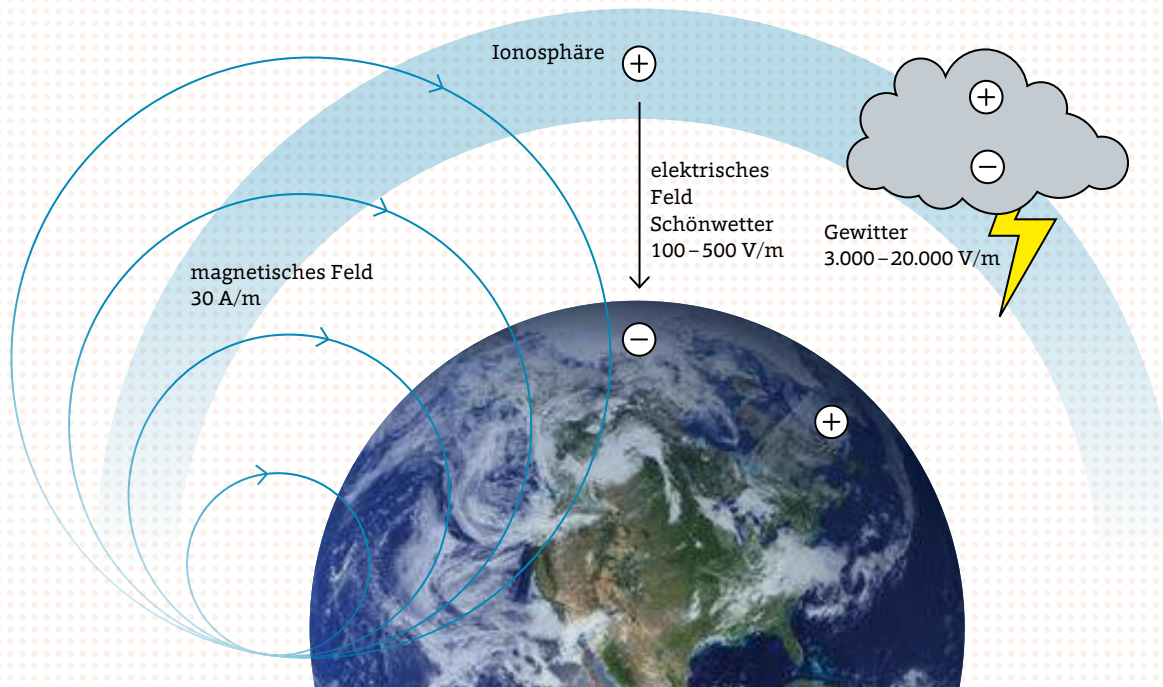 Ionosphäre
+
+
−
elektrisches
Feld
Schönwetter
100–500 V/m
Gewitter
3.000–20.000 V/m
magnetisches Feld
30 A/m
−
+